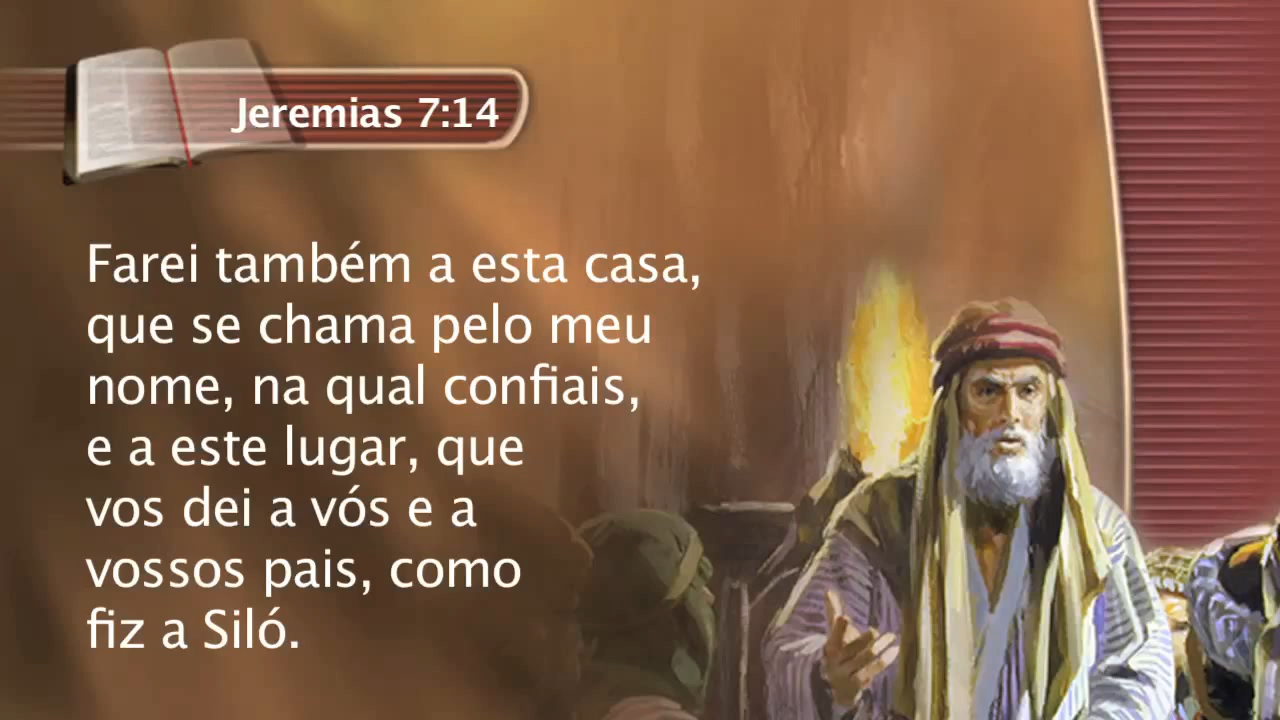 Jeremias 7:14
Farei também a esta casa,
que se chama pelo meu
nome, na qual confiais,
e a este lugar, que
vos dei a vós e a
vossos pais, como
fiz a Siló.